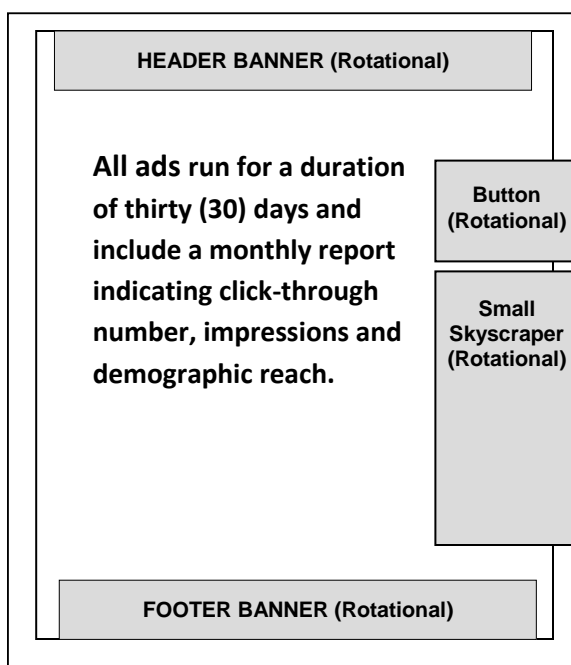 HEADER BANNER (Rotational)
All ads run for a duration
of thirty (30) days and
include a monthly report
indicating click-through
number, impressions and
demographic reach.
Button
(Rotational)
Small
Skyscraper
(Rotational)
FOOTER BANNER (Rotational)